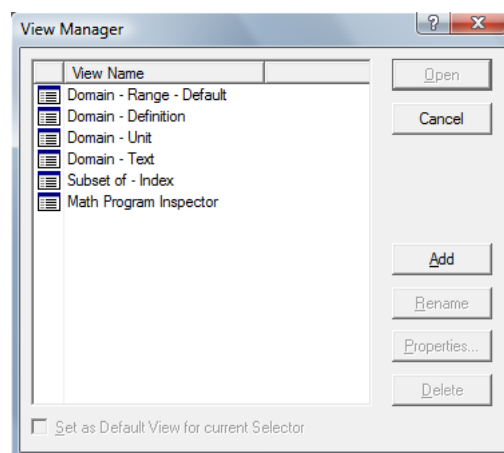 View Manager
?
X
View Name
Open
Domain - Range - Default
Domain - Definition
Cancel
Domain - Unit
Domain - Text
Subset of - Index
Math Program Inspector
Add
Rename
Properties...
Delete
Set as Default View for current Selector